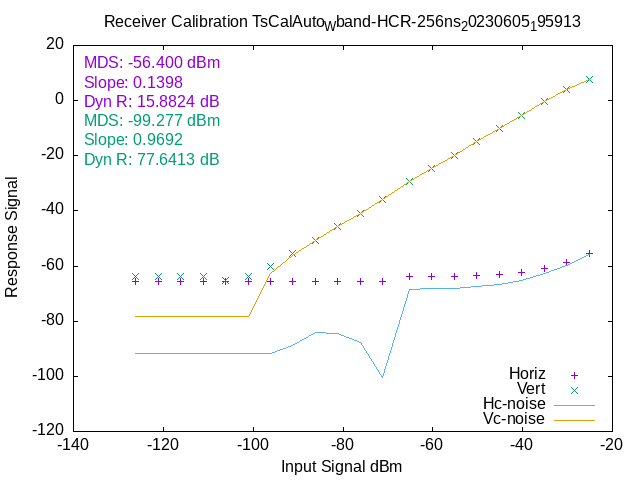 Receiver Calibration TsCalAutoWband-HCR-256ns20230605195913
MDS: -56.400 dBm
Slope: 0.1398
Dyn R: 15.8824 dB
MDS: -99.277 dBm
Slope: 0.9692
Dyn R: 77.6413 dB
20
0
-20
-40
-60
-80
-100
-120
Response Signal
Horiz
Vert
Hc-noise
Vc-noise
-140 -120 -100 -80 -60 -40 -20
Input Signal dBm